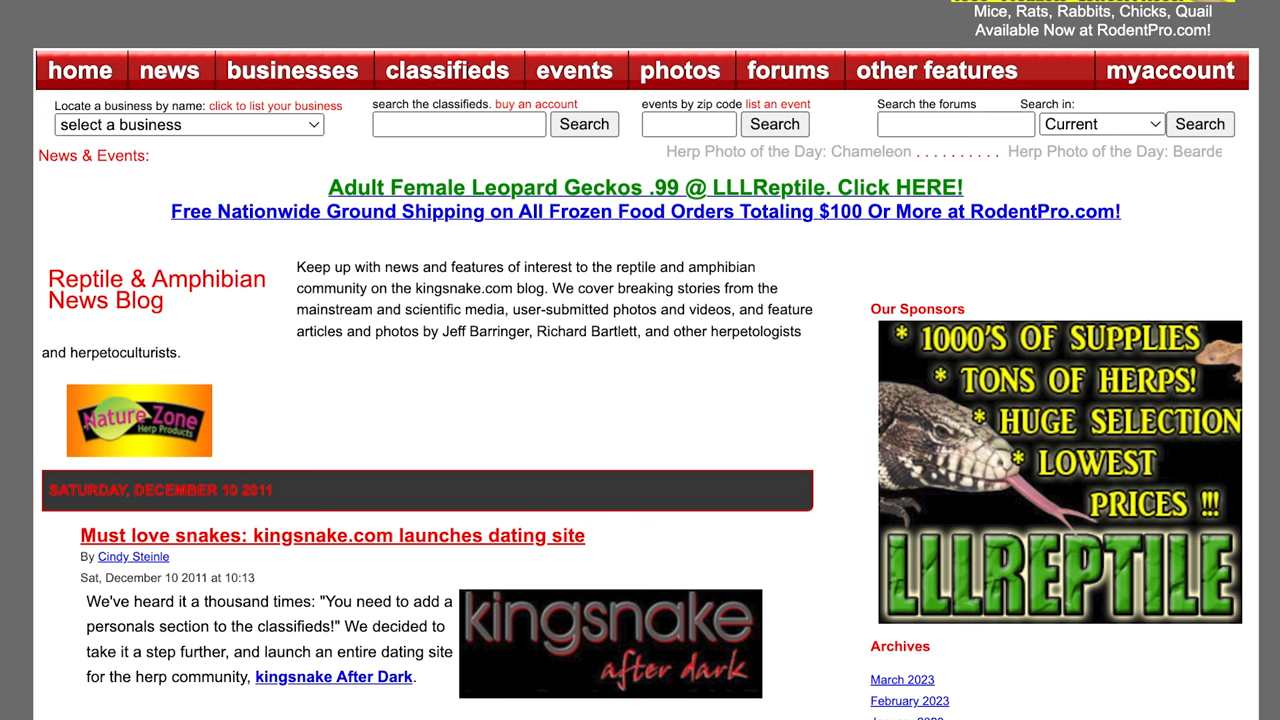 Mice, Rats, Rabbits, Chicks, Quail
Available Now at RodentPro.com!
home news businesses classifieds events photos forums other features myaccount
Locate a business by name: click to list your business
search the classifieds. buy an account
events by zip code list an event
Search the forums Search in:
select a business
Search
Search
Current
Search
News & Events:
Herp Photo of the Day: Chameleon . . . . . . . . . . Herp Photo of the Day: Bearde
Adult Female Leopard Geckos .99 @ LLLReptile. Click HERE!
Free Nationwide Ground Shipping on All Frozen Food Orders Totaling $100 Or More at RodentPro.com!
Reptile & Amphibian
News Blog
Keep up with news and features of interest to the reptile and amphibian
community on the kingsnake.com blog. We cover breaking stories from the
mainstream and scientific media, user-submitted photos and videos, and feature
articles and photos by Jeff Barringer, Richard Bartlett, and other herpetologists
and herpetoculturists.
Nature Zone
Herp Products
SATURDAY, DECEMBER 10 2011
Must love snakes: kingsnake.com launches dating site
By Cindy Steinle
Sat, December 10 2011 at 10:13
We've heard it a thousand times: "You need to add a
personals section to the classifieds!" We decided to
take it a step further, and launch an entire dating site
for the herp community, kingsnake After Dark.
kingsnake
after dark
Our Sponsors
* 1000'S OF SUPPLIES
* TONS OF HERPS!
* HUGE SELECTION
* LOWEST
PRICES !!!
LLLREPTILE
Archives
March 2023
February 2023